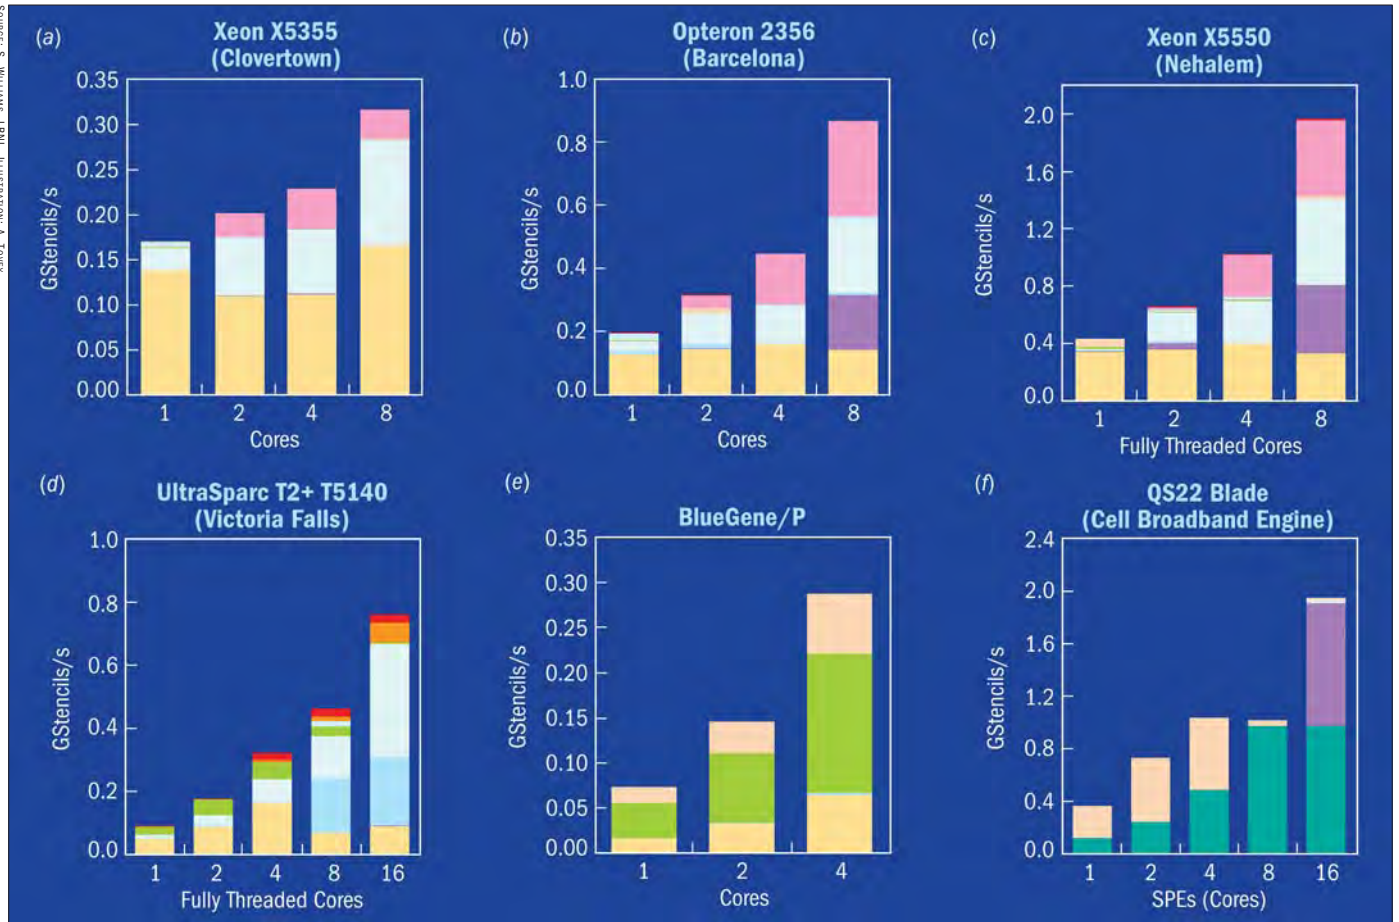 SOURCE: S. WILLIAMS, LBNL ILLUSTRATION: A. TOVEY
(a)
Xeon X5355
(Clovertown)
GStencils/s
0.35
0.30
0.25
0.20
0.15
0.10
0.05
0.00
1 2 4 8
Cores
(b)
Opteron 2356
(Barcelona)
GStencils/s
1.0
0.8
0.6
0.4
0.2
0.0
1 2 4 8
Cores
(c)
Xeon X5550
(Nehalem)
GStencils/s
2.0
1.6
1.2
0.8
0.4
0.0
1 2 4 8
Fully Threaded Cores
(d)
UltraSparc T2+ T5140
(Victoria Falls)
GStencils/s
1.0
0.8
0.6
0.4
0.2
0.0
1 2 4 8 16
Fully Threaded Cores
(e)
BlueGene/P
GStencils/s
0.35
0.30
0.25
0.20
0.15
0.10
0.05
0.00
1 2 4
Cores
(f)
QS22 Blade
(Cell Broadband Engine)
GStencils/s
2.4
2.0
1.6
1.2
0.8
0.4
0.0
1 2 4 8 16
SPEs (Cores)